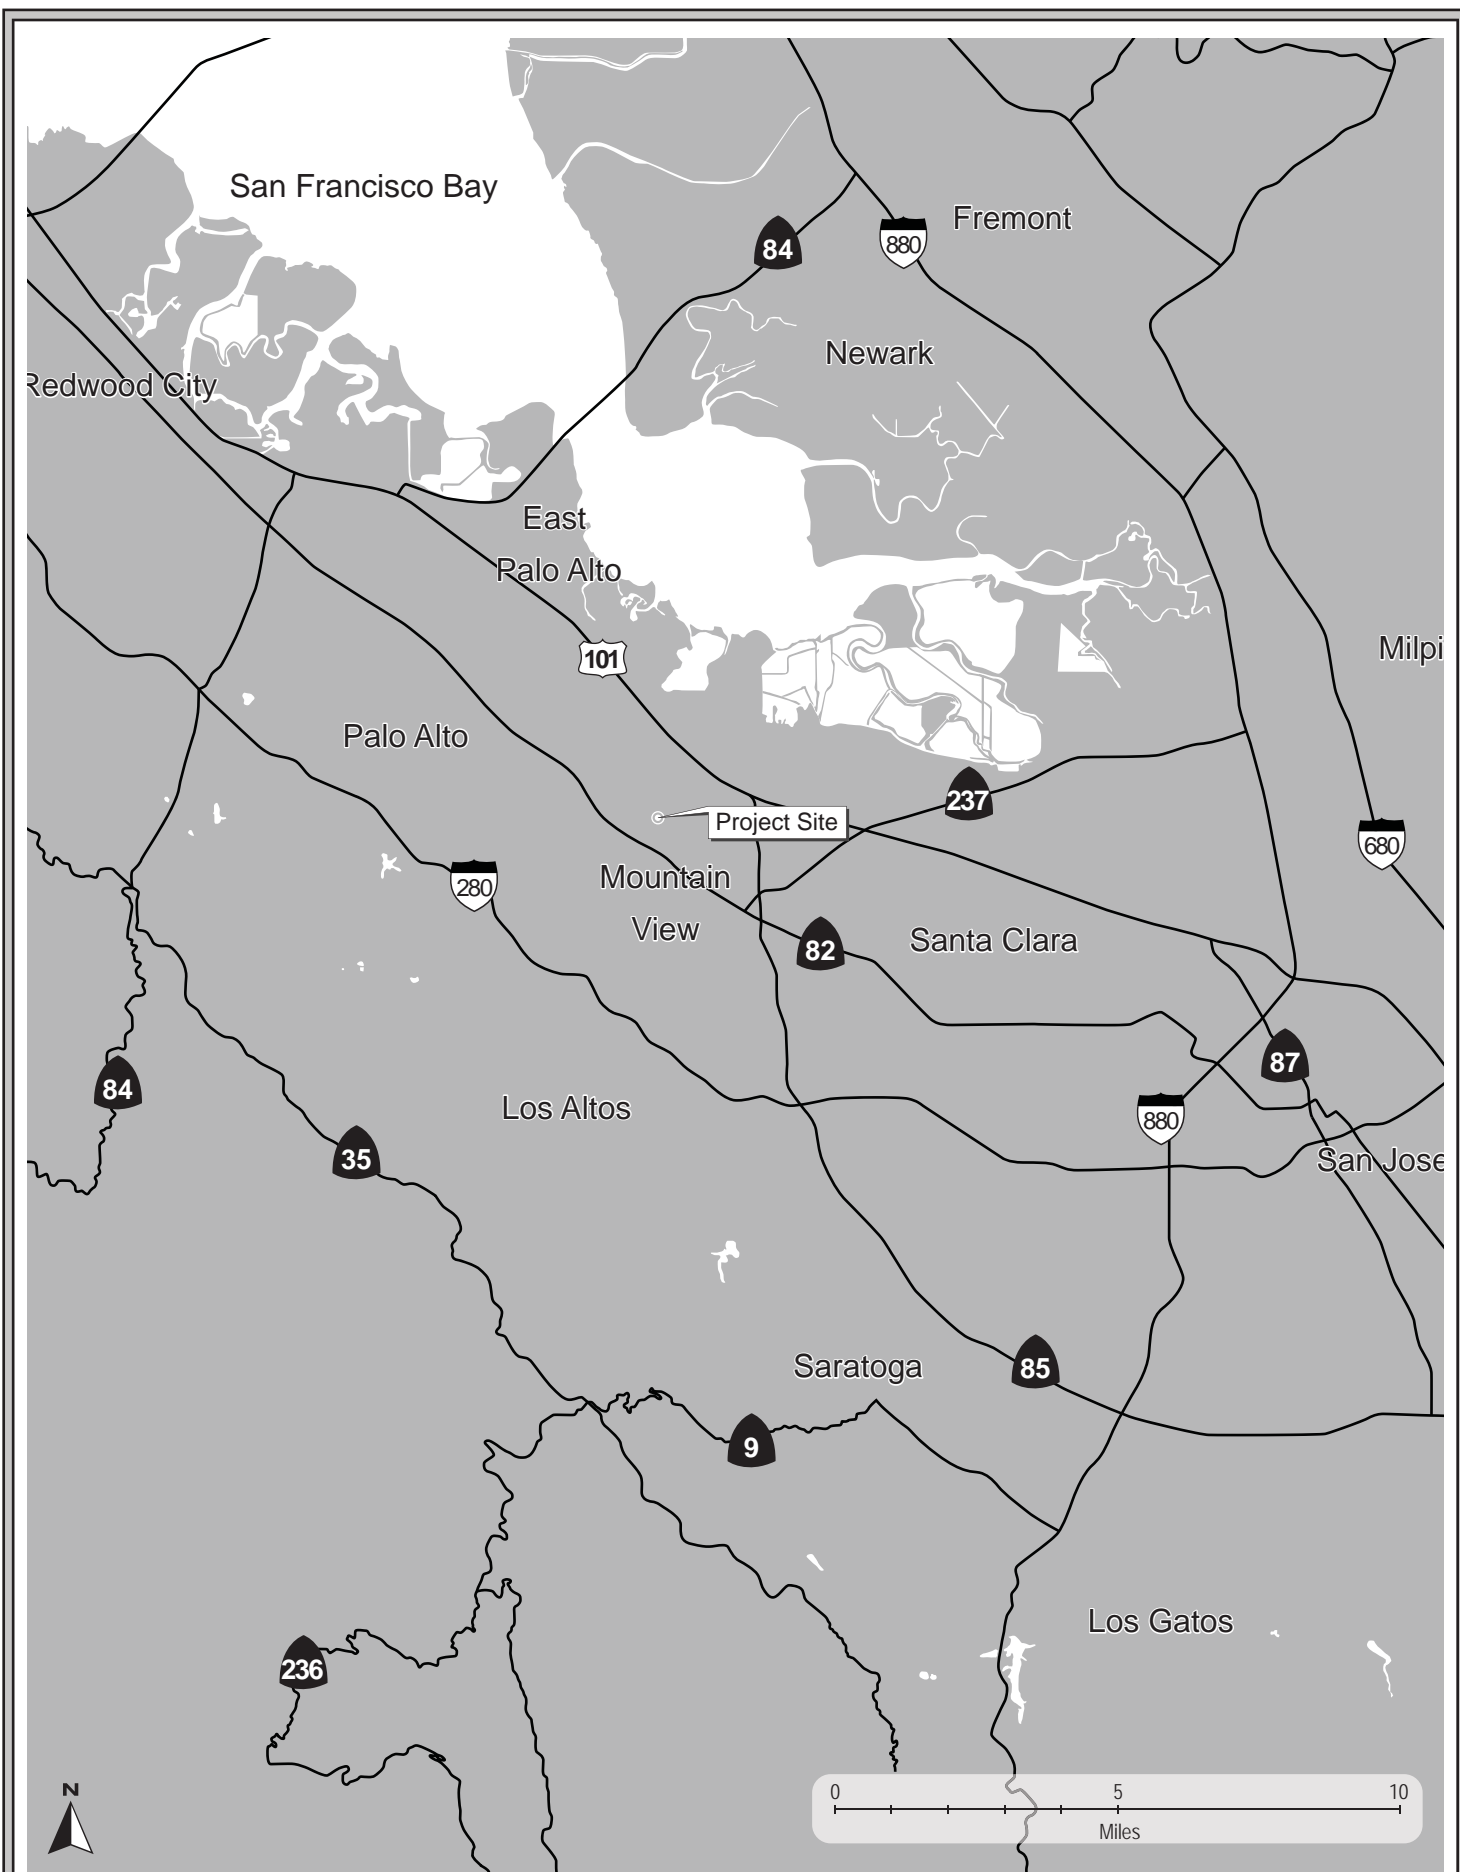 San Francisco Bay
Fremont
84
880
Newark
Redwood City
East
Palo Alto
101
Milpi
Palo Alto
237
Project Site
680
Mountain
View
280
82
Santa Clara
87
84
Los Altos
880
35
San Jose
Saratoga
85
9
Los Gatos
236
N
0 5 10
Miles